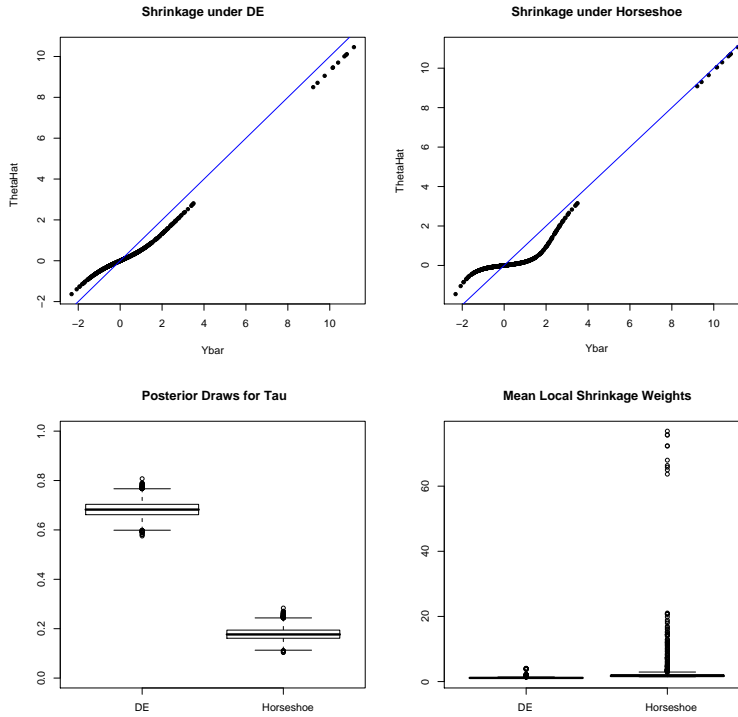 Shrinkage under DE
ThetaHat
−2 0 2 4 6 8 10
−2 0 2 4 6 8 10
Ybar
Shrinkage under Horseshoe
ThetaHat
0 2 4 6 8 10
−2 0 2 4 6 8 10
Ybar
Posterior Draws for Tau
0.0 0.2 0.4 0.6 0.8 1.0
DE Horseshoe
Mean Local Shrinkage Weights
0 20 40 60
DE Horseshoe